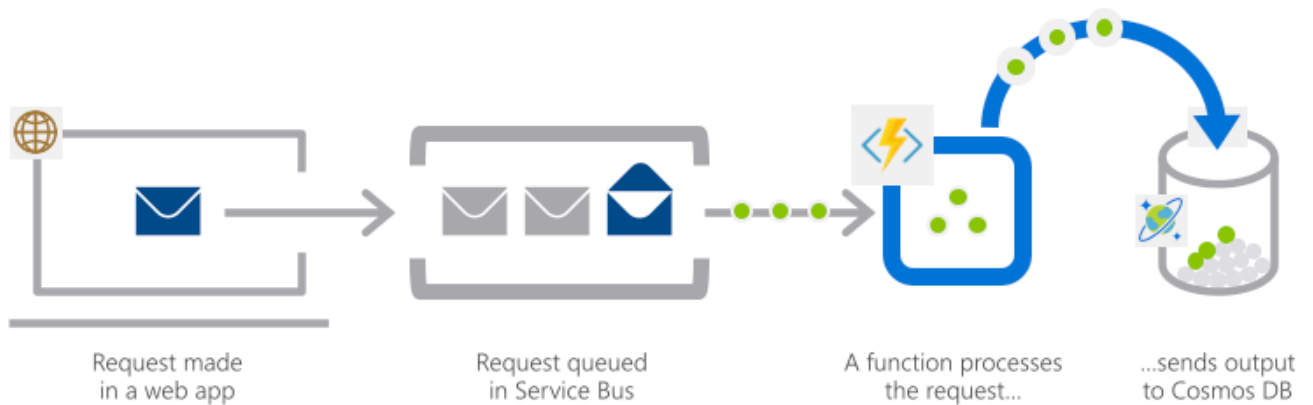 Request made
in a web app
Request queued
in Service Bus
A function processes
the request...
...sends output
to Cosmos DB